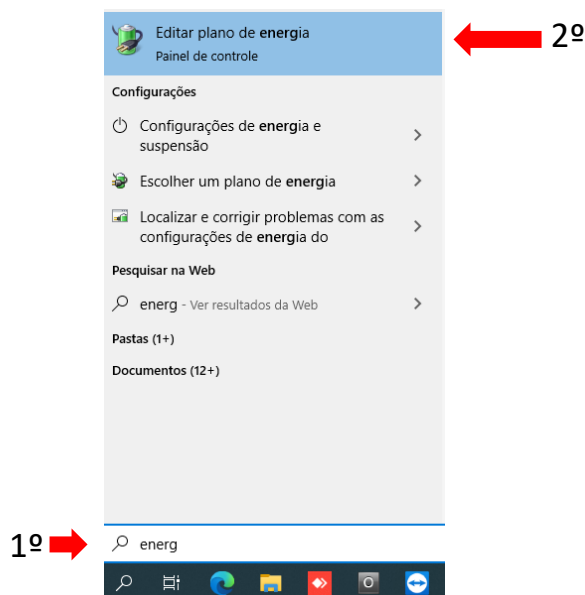 Editar plano de energia
2º
Painel de controle
Configurações
Configurações de energia e
suspensão
Escolher um plano de energia
Localizar e corrigir problemas com as
configurações de energia do
Pesquisar na Web
energ - Ver resultados da Web
Pastas (1+)
Documentos (12+)
1º
energ
O